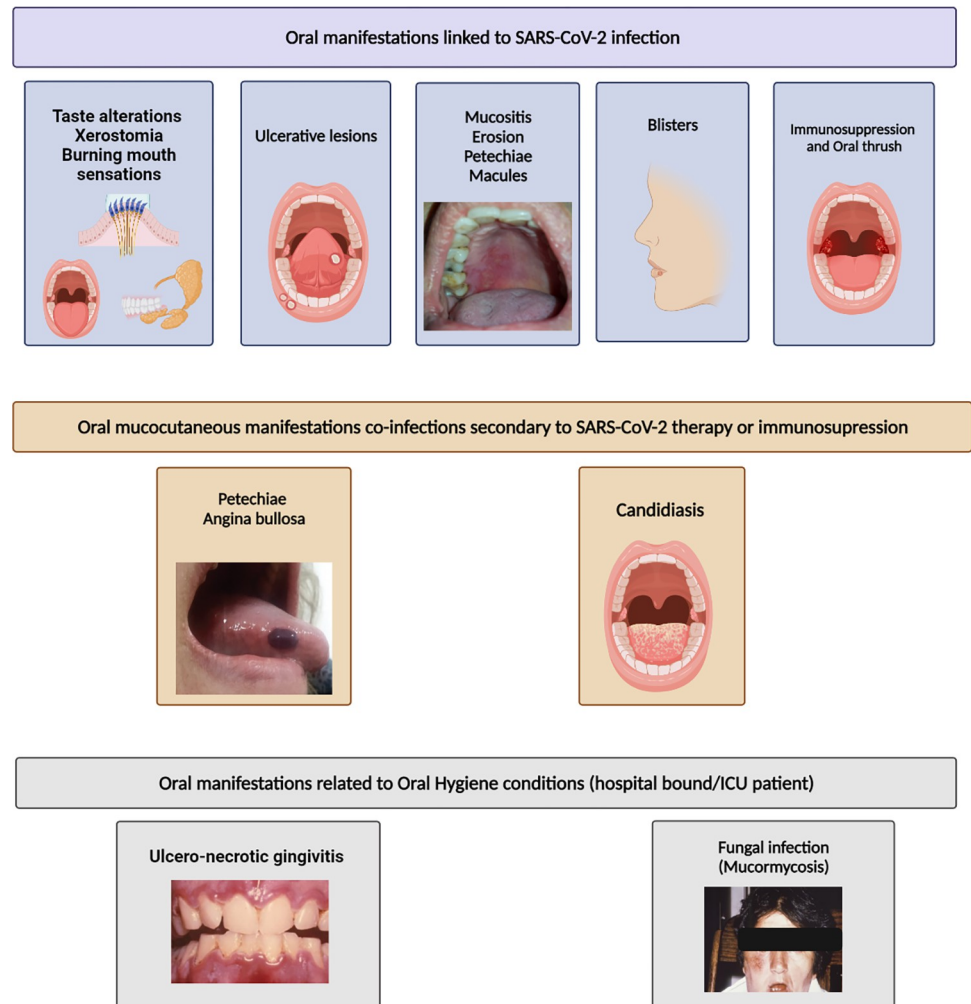 Oral manifestations linked to SARS-CoV-2 infection
Taste alterations
Xerostomia
Burning mouth
sensations
Ulcerative lesions
Mucositis
Erosion
Petechiae
Macules
Blisters
Immunosuppression
and Oral thrush
Oral mucocutaneous manifestations co-infections secondary to SARS-CoV-2 therapy or immunosupression
Petechiae
Angina bullosa
Candidiasis
Oral manifestations related to Oral Hygiene conditions (hospital bound/ICU patient)
Ulcero-necrotic gingivitis
Fungal infection
(Mucormycosis)